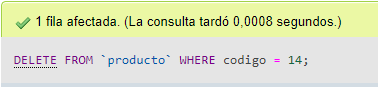 1 fila afectada. (La consulta tardó 0,0008 segundos.)
DELETE FROM `producto` WHERE codigo = 14;